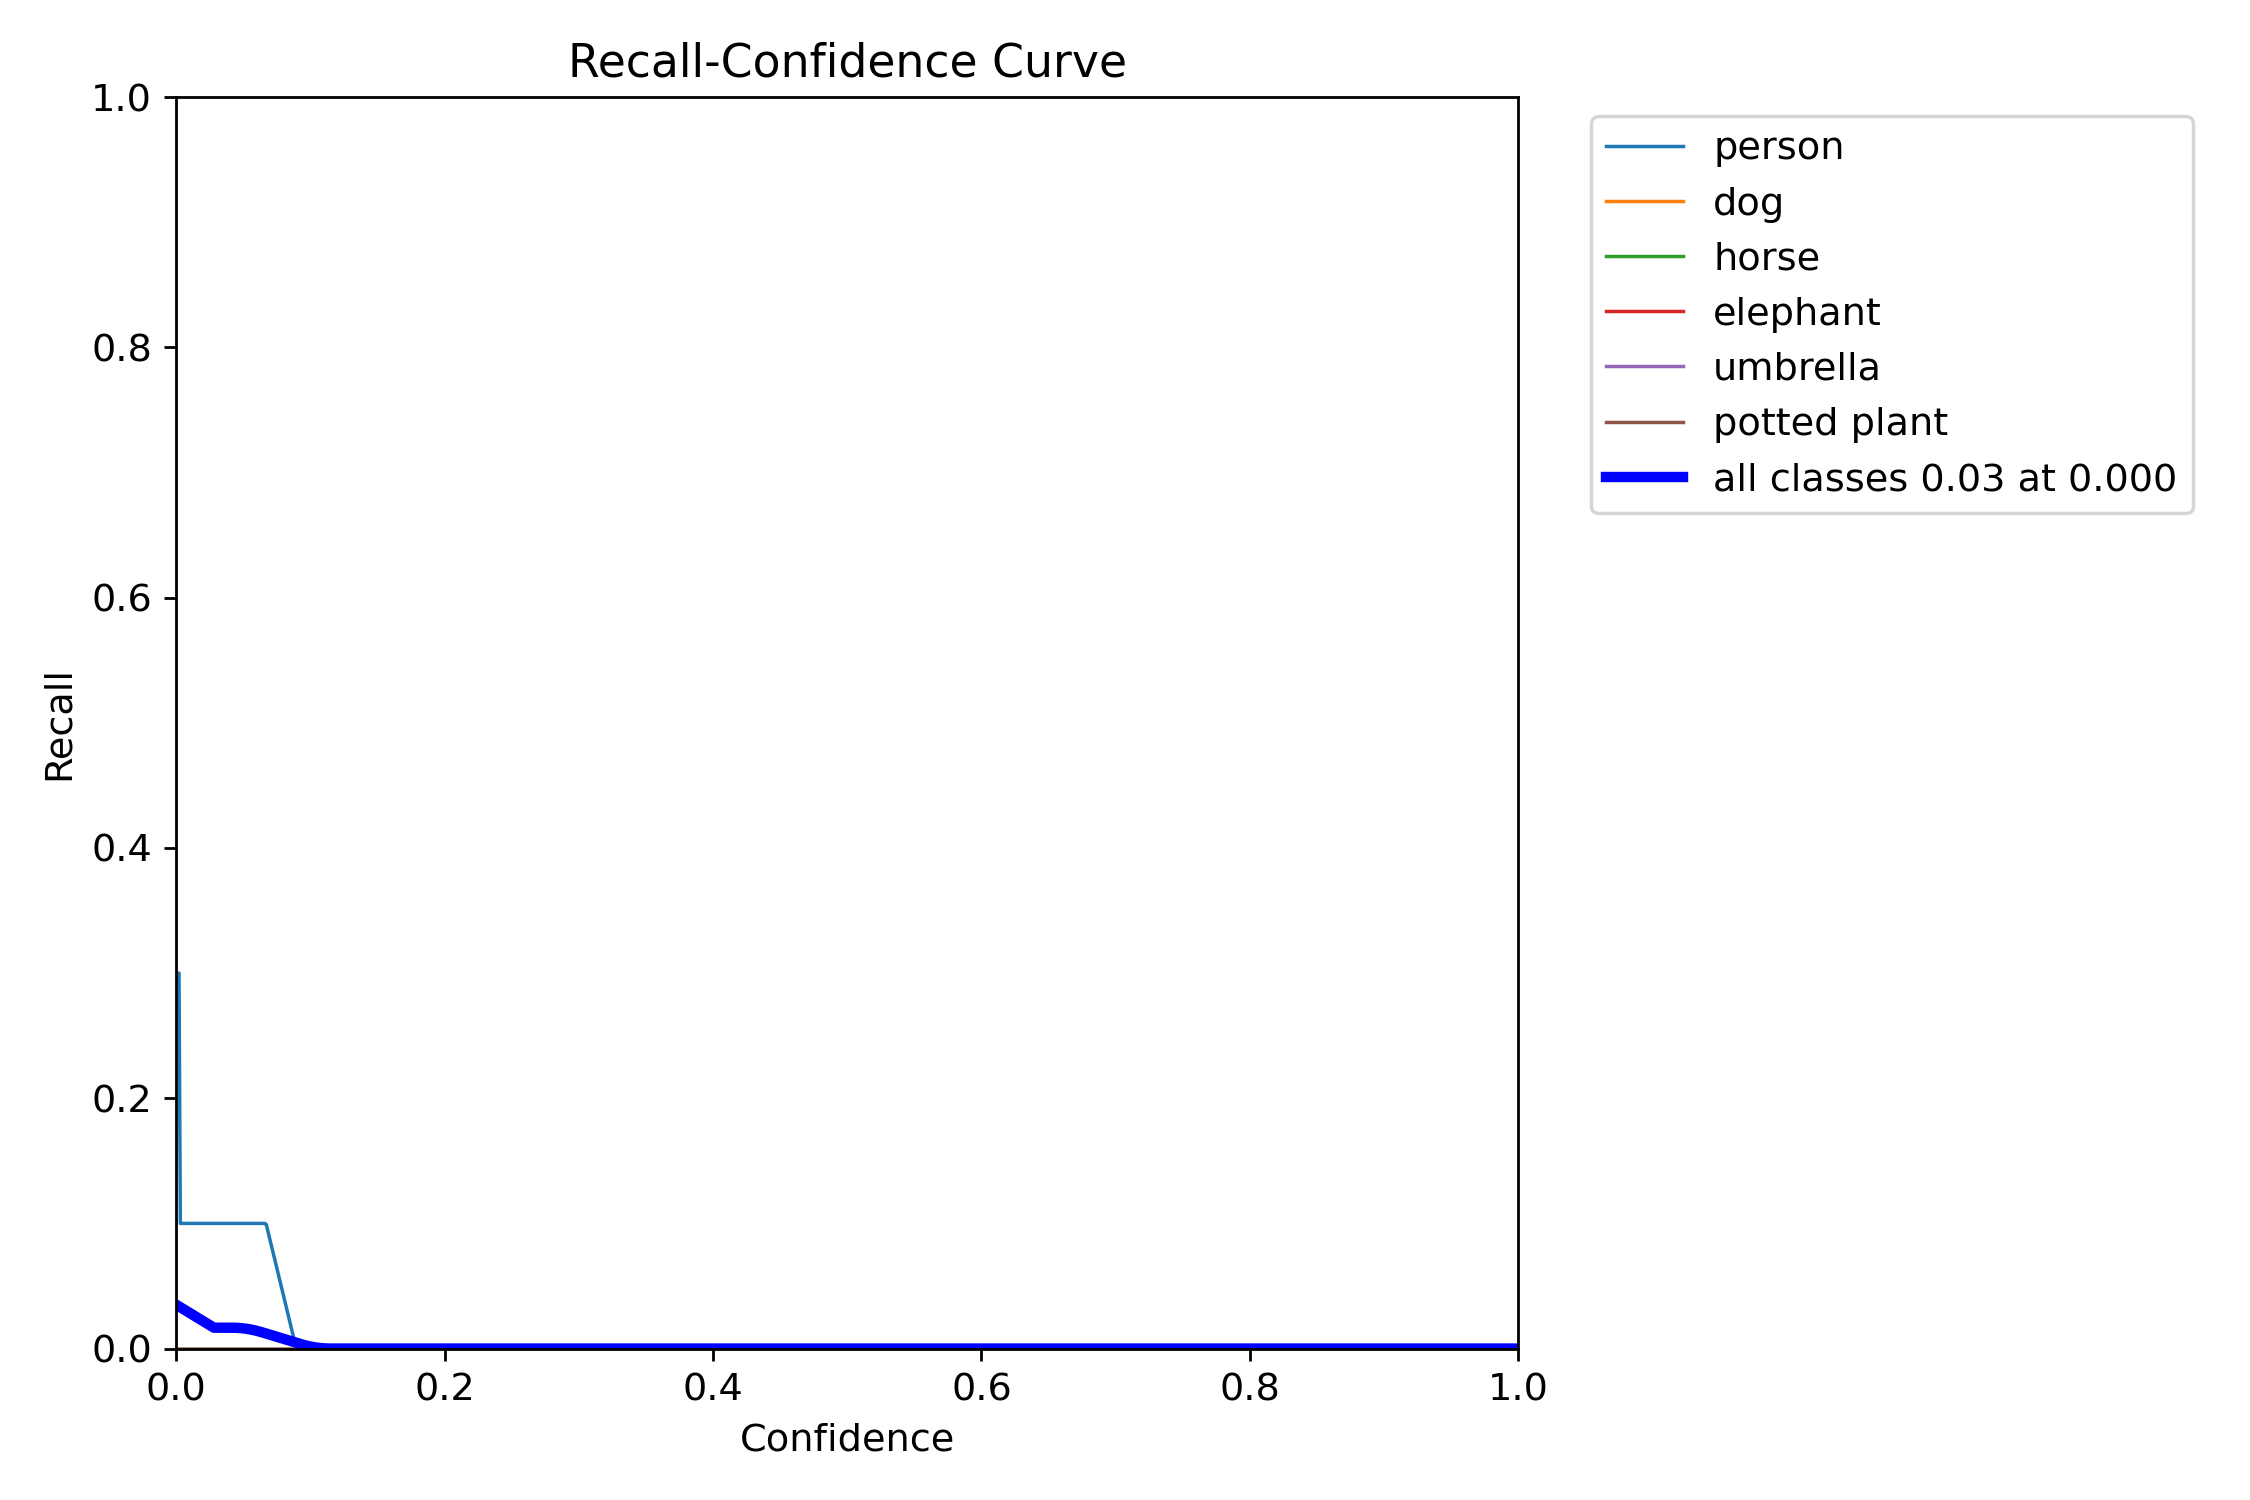 Recall-Confidence Curve
1.0
0.8
0.6
0.4
0.2
0.0
Recall
0.0 0.2 0.4 0.6 0.8 1.0
Confidence
person
dog
horse
elephant
umbrella
potted plant
all classes 0.03 at 0.000